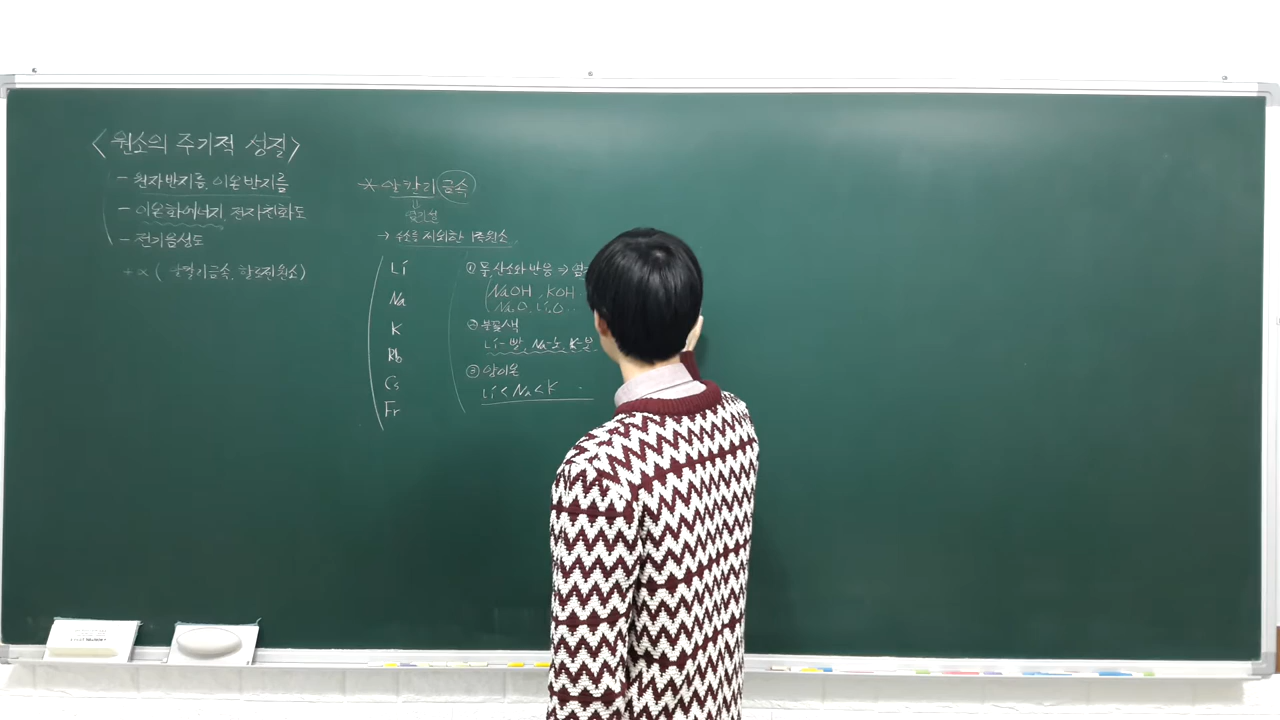 <원소의 주기적 성질>
- 원자반지름, 이온반지름
- 이온화에너지, 전자친화도
- 전기음성도
+ ∝ ( 알칼리금속, 할로젠원소)
* 알칼리 금속
염기성
→ 수소를 제외한 1족원소
Li
Na
K
Rb
Cs
Fr
① 물,산소와 반응 ⇒
NaOH, KOH
Na₂O, Li₂O
② 불꽃색
Li-빨, Na-노, K-보
③ 양이온
Li < Na < K